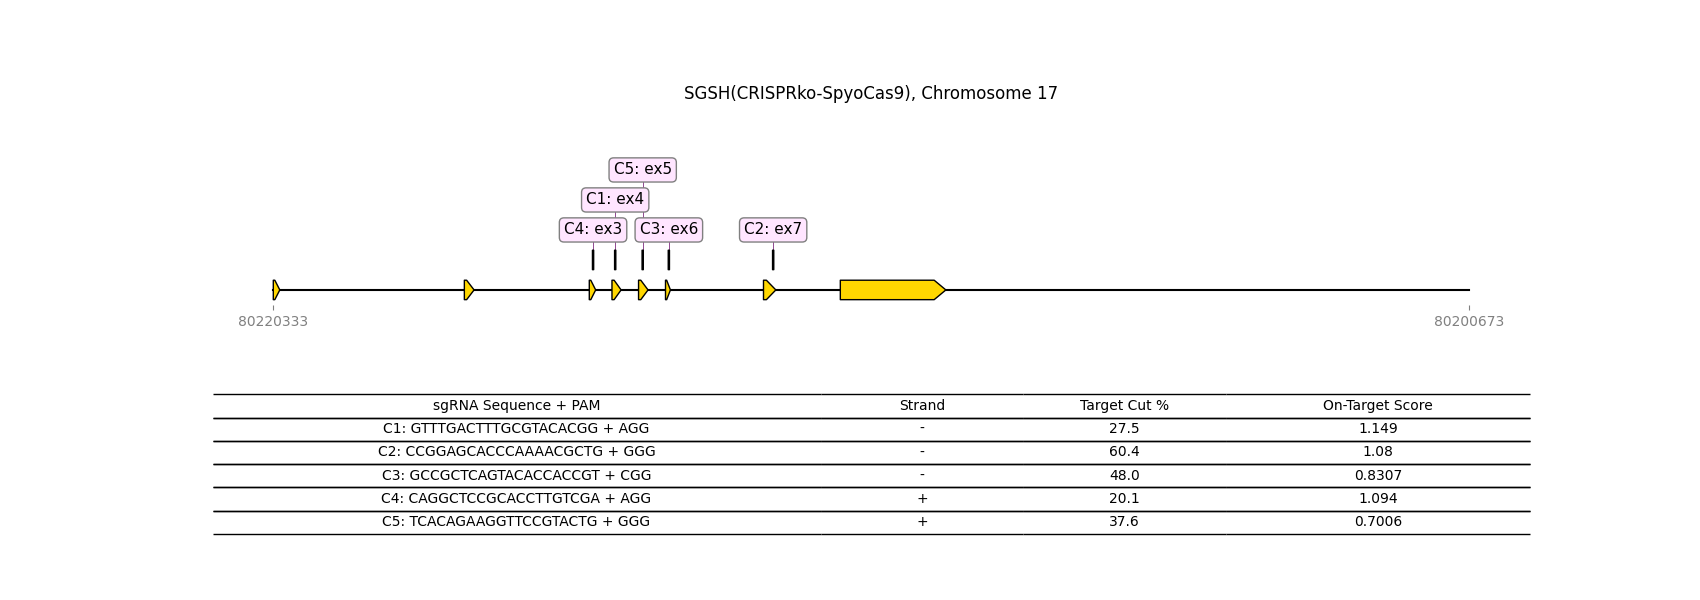 SGSH(CRISPRko-SpyoCas9), Chromosome 17
C5: ex5
C1: ex4
C4: ex3 C3: ex6 C2: ex7
80220333 80200673
sgRNA Sequence + PAM Strand Target Cut % On-Target Score
C1: GTTTGACTTTGCGTACACGG + AGG - 27.5 1.149
C2: CCGGAGCACCCAAAACGCTG + GGG - 60.4 1.08
C3: GCCGCTCAGTACACCACCGT + CGG - 48.0 0.8307
C4: CAGGCTCCGCACCTTGTCGA + AGG + 20.1 1.094
C5: TCACAGAAGGTTCCGTACTG + GGG + 37.6 0.7006